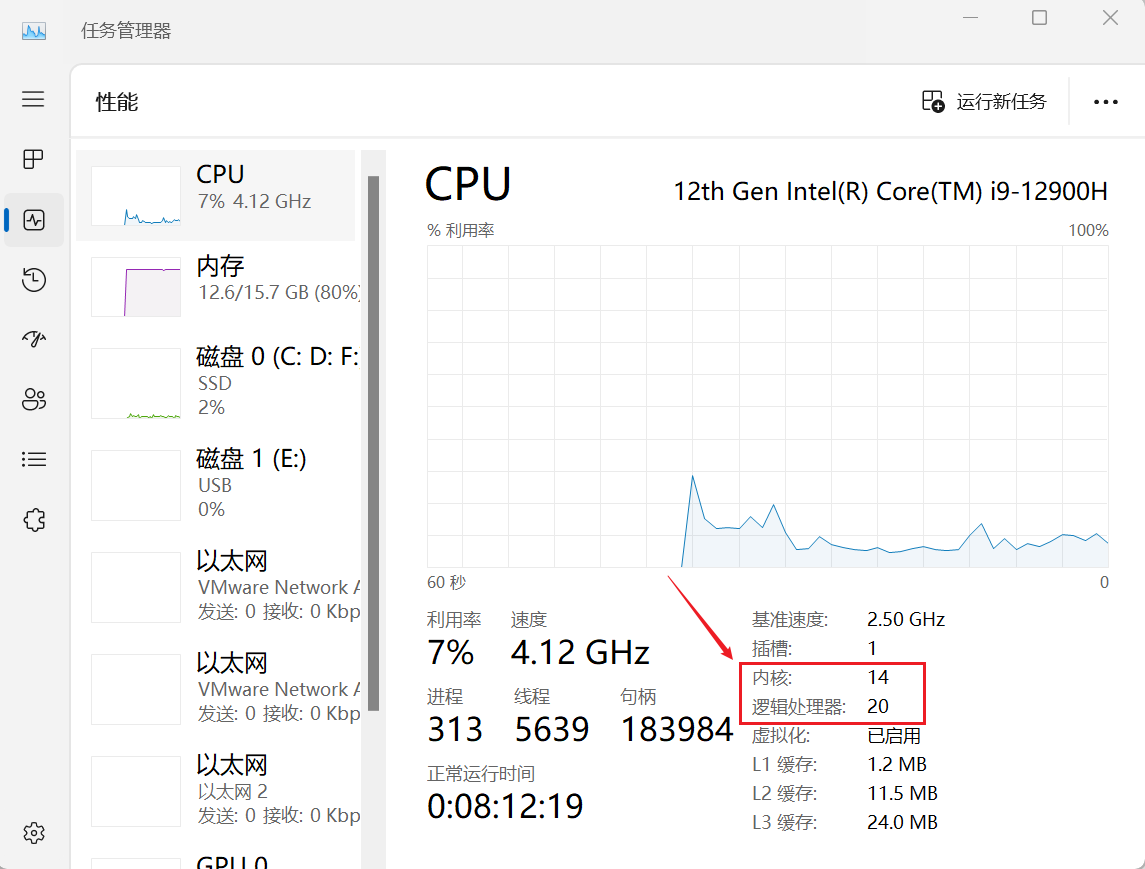 任务管理器
性能
运行新任务
CPU
7% 4.12 GHz
内存
12.6/15.7 GB (80%)
磁盘 0 (C: D: F:
SSD
2%
磁盘 1 (E:)
USB
0%
以太网
VMware Network A
发送: 0 接收: 0 Kbp
以太网
VMware Network A
发送: 0 接收: 0 Kbp
以太网
以太网 2
发送: 0 接收: 0 Kbp
GPU 0
CPU
12th Gen Intel(R) Core(TM) i9-12900H
% 利用率
100%
60 秒
0
利用率
速度
7%
4.12 GHz
进程
线程
句柄
313
5639
183984
正常运行时间
0:08:12:19
基准速度: 2.50 GHz
插槽: 1
内核: 14
逻辑处理器: 20
虚拟化: 已启用
L1 缓存: 1.2 MB
L2 缓存: 11.5 MB
L3 缓存: 24.0 MB